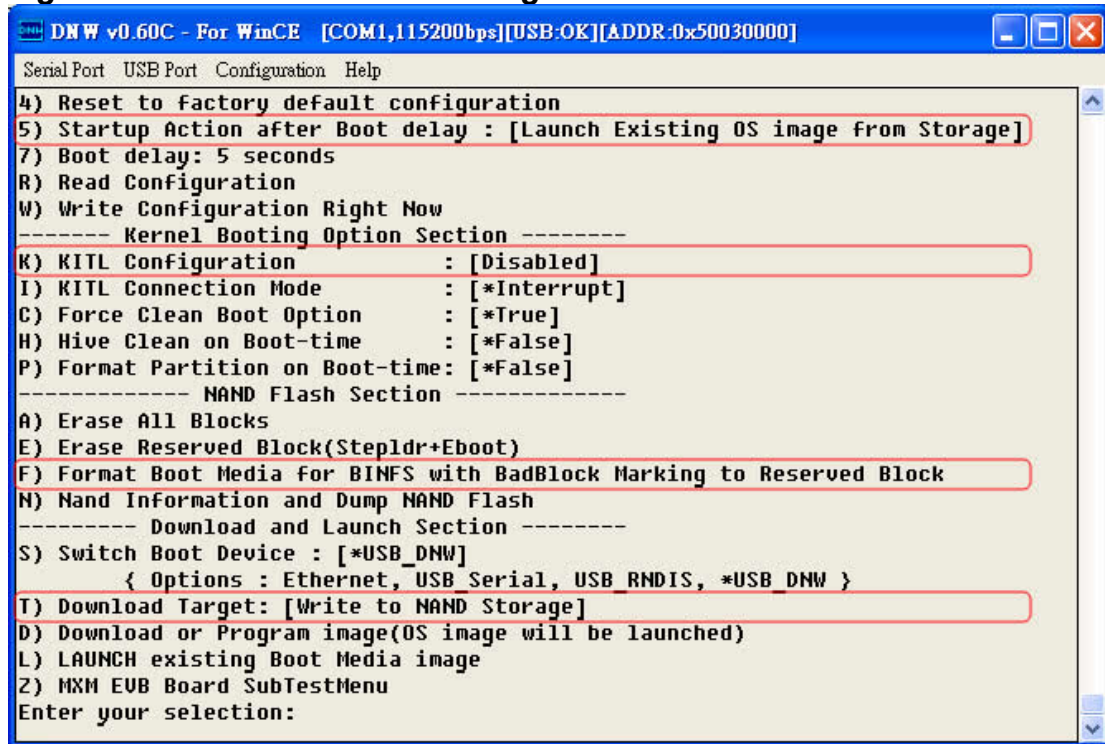 DNW v0.60C - For WinCE [COM1,115200bps][USB:OK][ADDR:0x50030000]
Serial Port USB Port Configuration Help
4) Reset to factory default configuration
5) Startup Action after Boot delay : [Launch Existing OS image from Storage]
7) Boot delay: 5 seconds
R) Read Configuration
W) Write Configuration Right Now
------- Kernel Booting Option Section --------
K) KITL Configuration : [Disabled]
I) KITL Connection Mode : [*Interrupt]
C) Force Clean Boot Option : [*True]
H) Hive Clean on Boot-time : [*False]
P) Format Partition on Boot-time: [*False]
------------- NAND Flash Section -------------
A) Erase All Blocks
E) Erase Reserved Block(Stepldr+Eboot)
F) Format Boot Media for BINFS with BadBlock Marking to Reserved Block
N) Nand Information and Dump NAND Flash
--------- Download and Launch Section --------
S) Switch Boot Device : [*USB_DNW]
{ Options : Ethernet, USB_Serial, USB_RNDIS, *USB_DNW }
T) Download Target: [Write to NAND Storage]
D) Download or Program image(OS image will be launched)
L) LAUNCH existing Boot Media image
Z) MXM EVB Board SubTestMenu
Enter your selection: